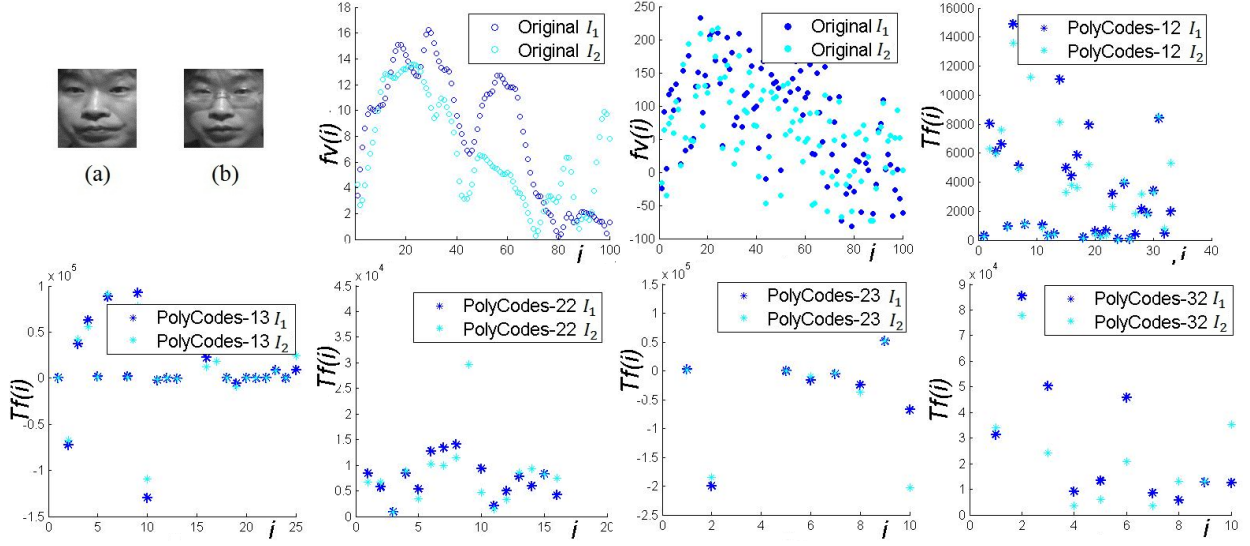 (a)
(b)
fv(i)
16
14
12
10
8
6
4
2
0
20
40
60
80
100
i
Original I1
Original I2
fv(i)
250
200
150
100
50
0
-50
-100
0
20
40
60
80
100
i
Original I1
Original I2
Tf(i)
16000
14000
12000
10000
8000
6000
4000
2000
0
0
10
20
30
40
i
PolyCodes-12 I1
PolyCodes-12 I2
Tf(i)
x 10^5
1
0.5
0
-0.5
-1
-1.5
0
5
10
15
20
25
i
PolyCodes-13 I1
PolyCodes-13 I2
Tf(i)
x 10^4
4.5
4
3.5
3
2.5
2
1.5
1
0.5
0
0
5
10
15
20
i
PolyCodes-22 I1
PolyCodes-22 I2
Tf(i)
x 10^5
1.5
1
0.5
0
-0.5
-1
-1.5
-2
-2.5
0
2
4
6
8
10
i
PolyCodes-23 I1
PolyCodes-23 I2
Tf(i)
x 10^4
9
8
7
6
5
4
3
2
1
0
0
2
4
6
8
10
i
PolyCodes-32 I1
PolyCodes-32 I2